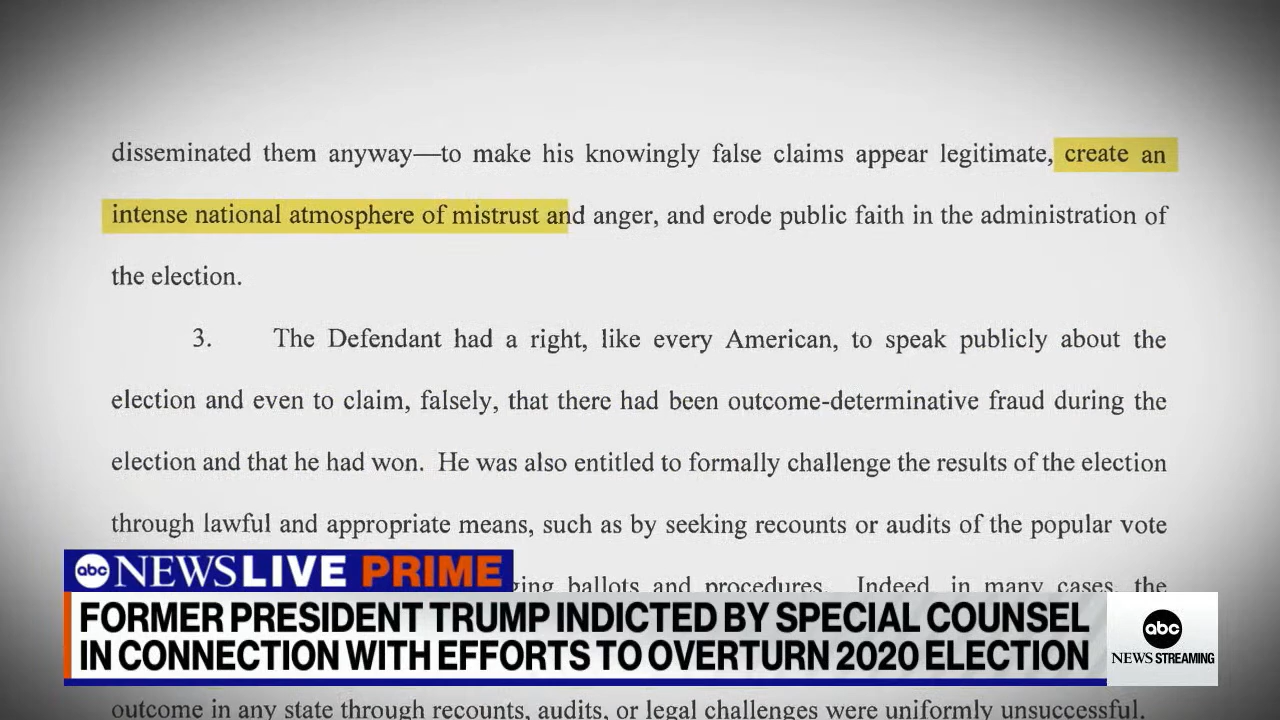 disseminated them anyway—to make his knowingly false claims appear legitimate, create an
intense national atmosphere of mistrust and anger, and erode public faith in the administration of
the election.
3. The Defendant had a right, like every American, to speak publicly about the
election and even to claim, falsely, that there had been outcome-determinative fraud during the
election and that he had won. He was also entitled to formally challenge the results of the election
through lawful and appropriate means, such as by seeking recounts or audits of the popular vote
ballots and procedures. Indeed, in many cases, the
abc NEWS LIVE PRIME
FORMER PRESIDENT TRUMP INDICTED BY SPECIAL COUNSEL
IN CONNECTION WITH EFFORTS TO OVERTURN 2020 ELECTION
abc
NEWS STREAMING
outcome in any state through recounts, audits, or legal challenges were uniformly unsuccessful.